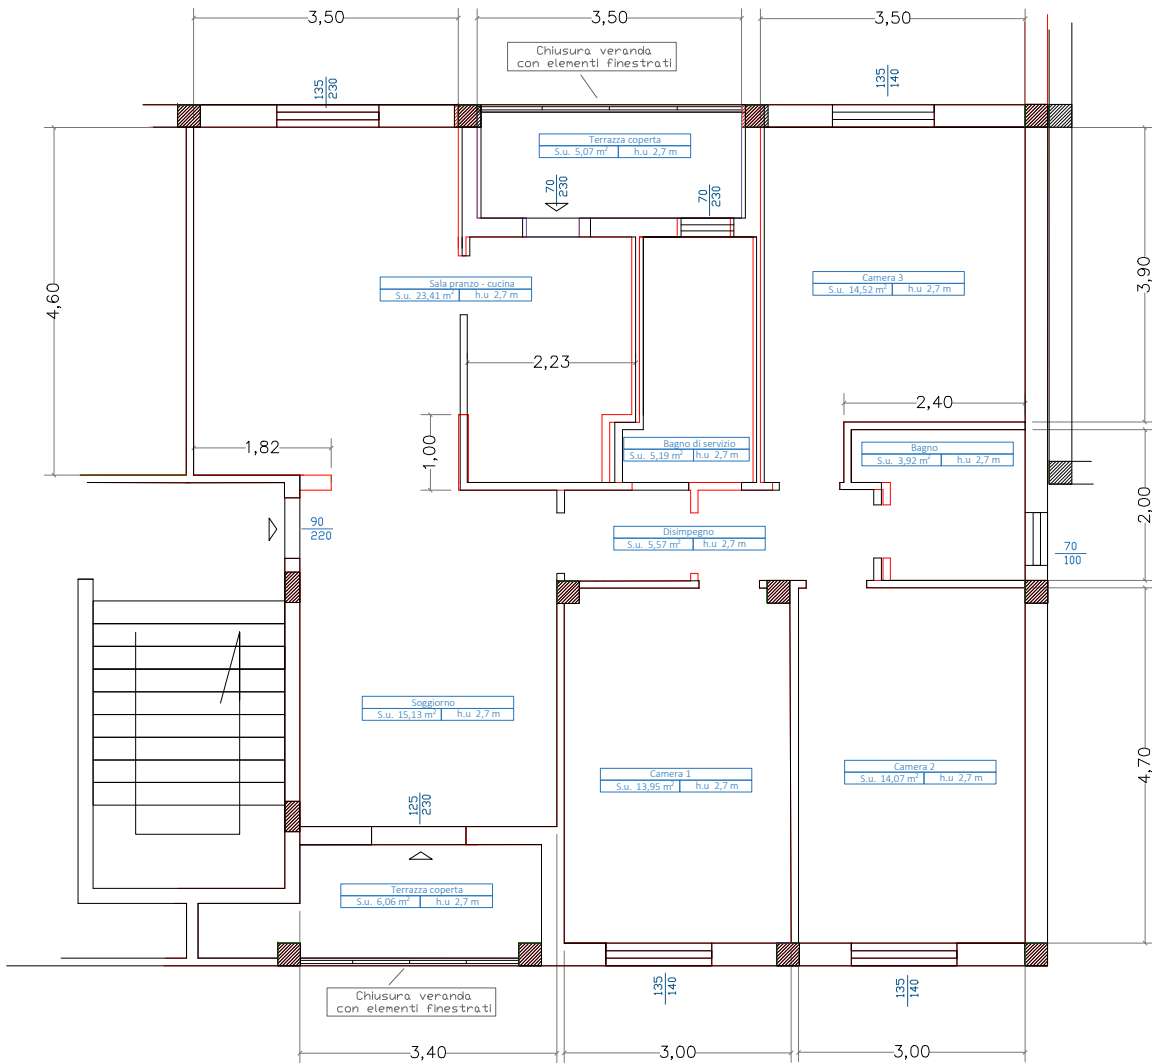 3,50
3,50
3,50
Chiusura veranda
con elementi finestrati
135
230
135
140
Terrazza coperta
S.u. 5,07 m² h.u 2,7 m
70
230
70
230
4,60
3,90
Sala pranzo - cucina
S.u. 23,41 m² h.u 2,7 m
Camera 3
S.u. 14,52 m² h.u 2,7 m
2,23
2,40
1,82
1,00
Bagno di servizio
S.u. 5,19 m² h.u 2,7 m
Bagno
S.u. 3,92 m² h.u 2,7 m
2,00
90
220
Disimpegno
S.u. 5,57 m² h.u 2,7 m
70
100
Soggiorno
S.u. 15,13 m² h.u 2,7 m
Camera 1
S.u. 13,95 m² h.u 2,7 m
Camera 2
S.u. 14,07 m² h.u 2,7 m
4,70
125
230
Terrazza coperta
S.u. 6,06 m² h.u 2,7 m
Chiusura veranda
con elementi finestrati
135
140
135
140
3,40
3,00
3,00